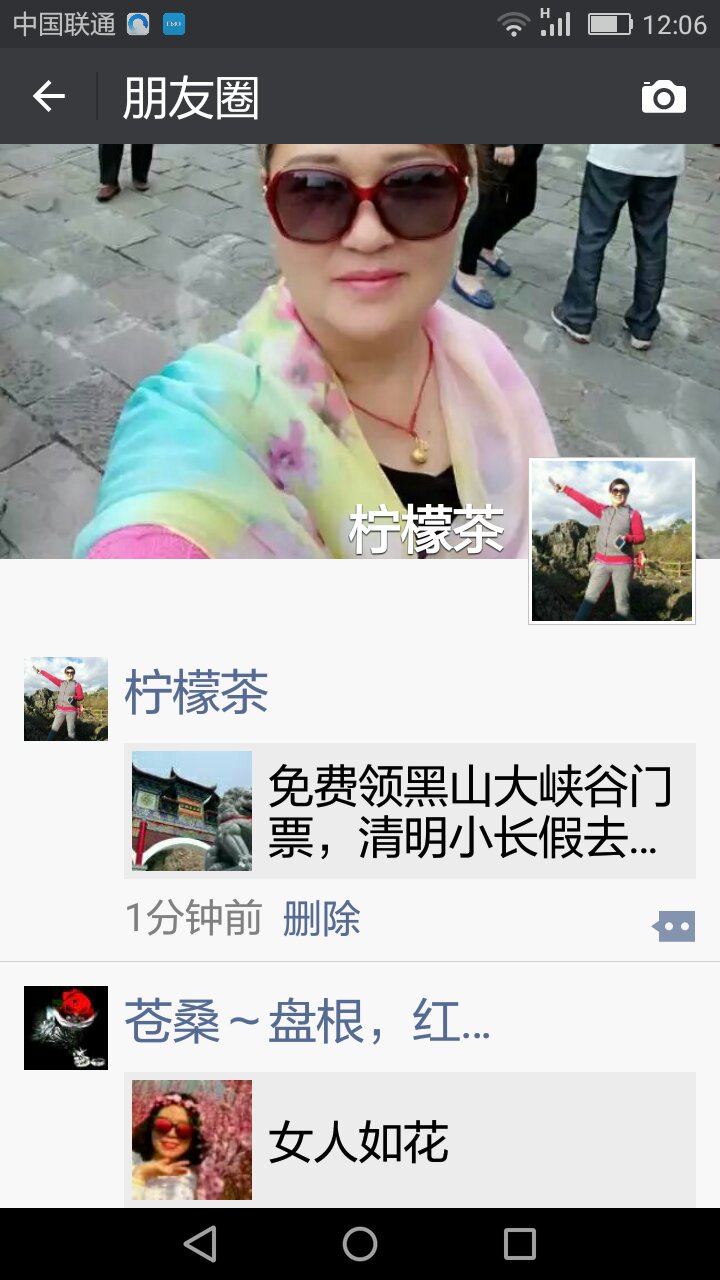 中国联通
H
12:06
朋友圈
柠檬茶
柠檬茶
免费领黑山大峡谷门
票，清明小长假去...
1分钟前 删除
苍桑～盘根，红...
女人如花